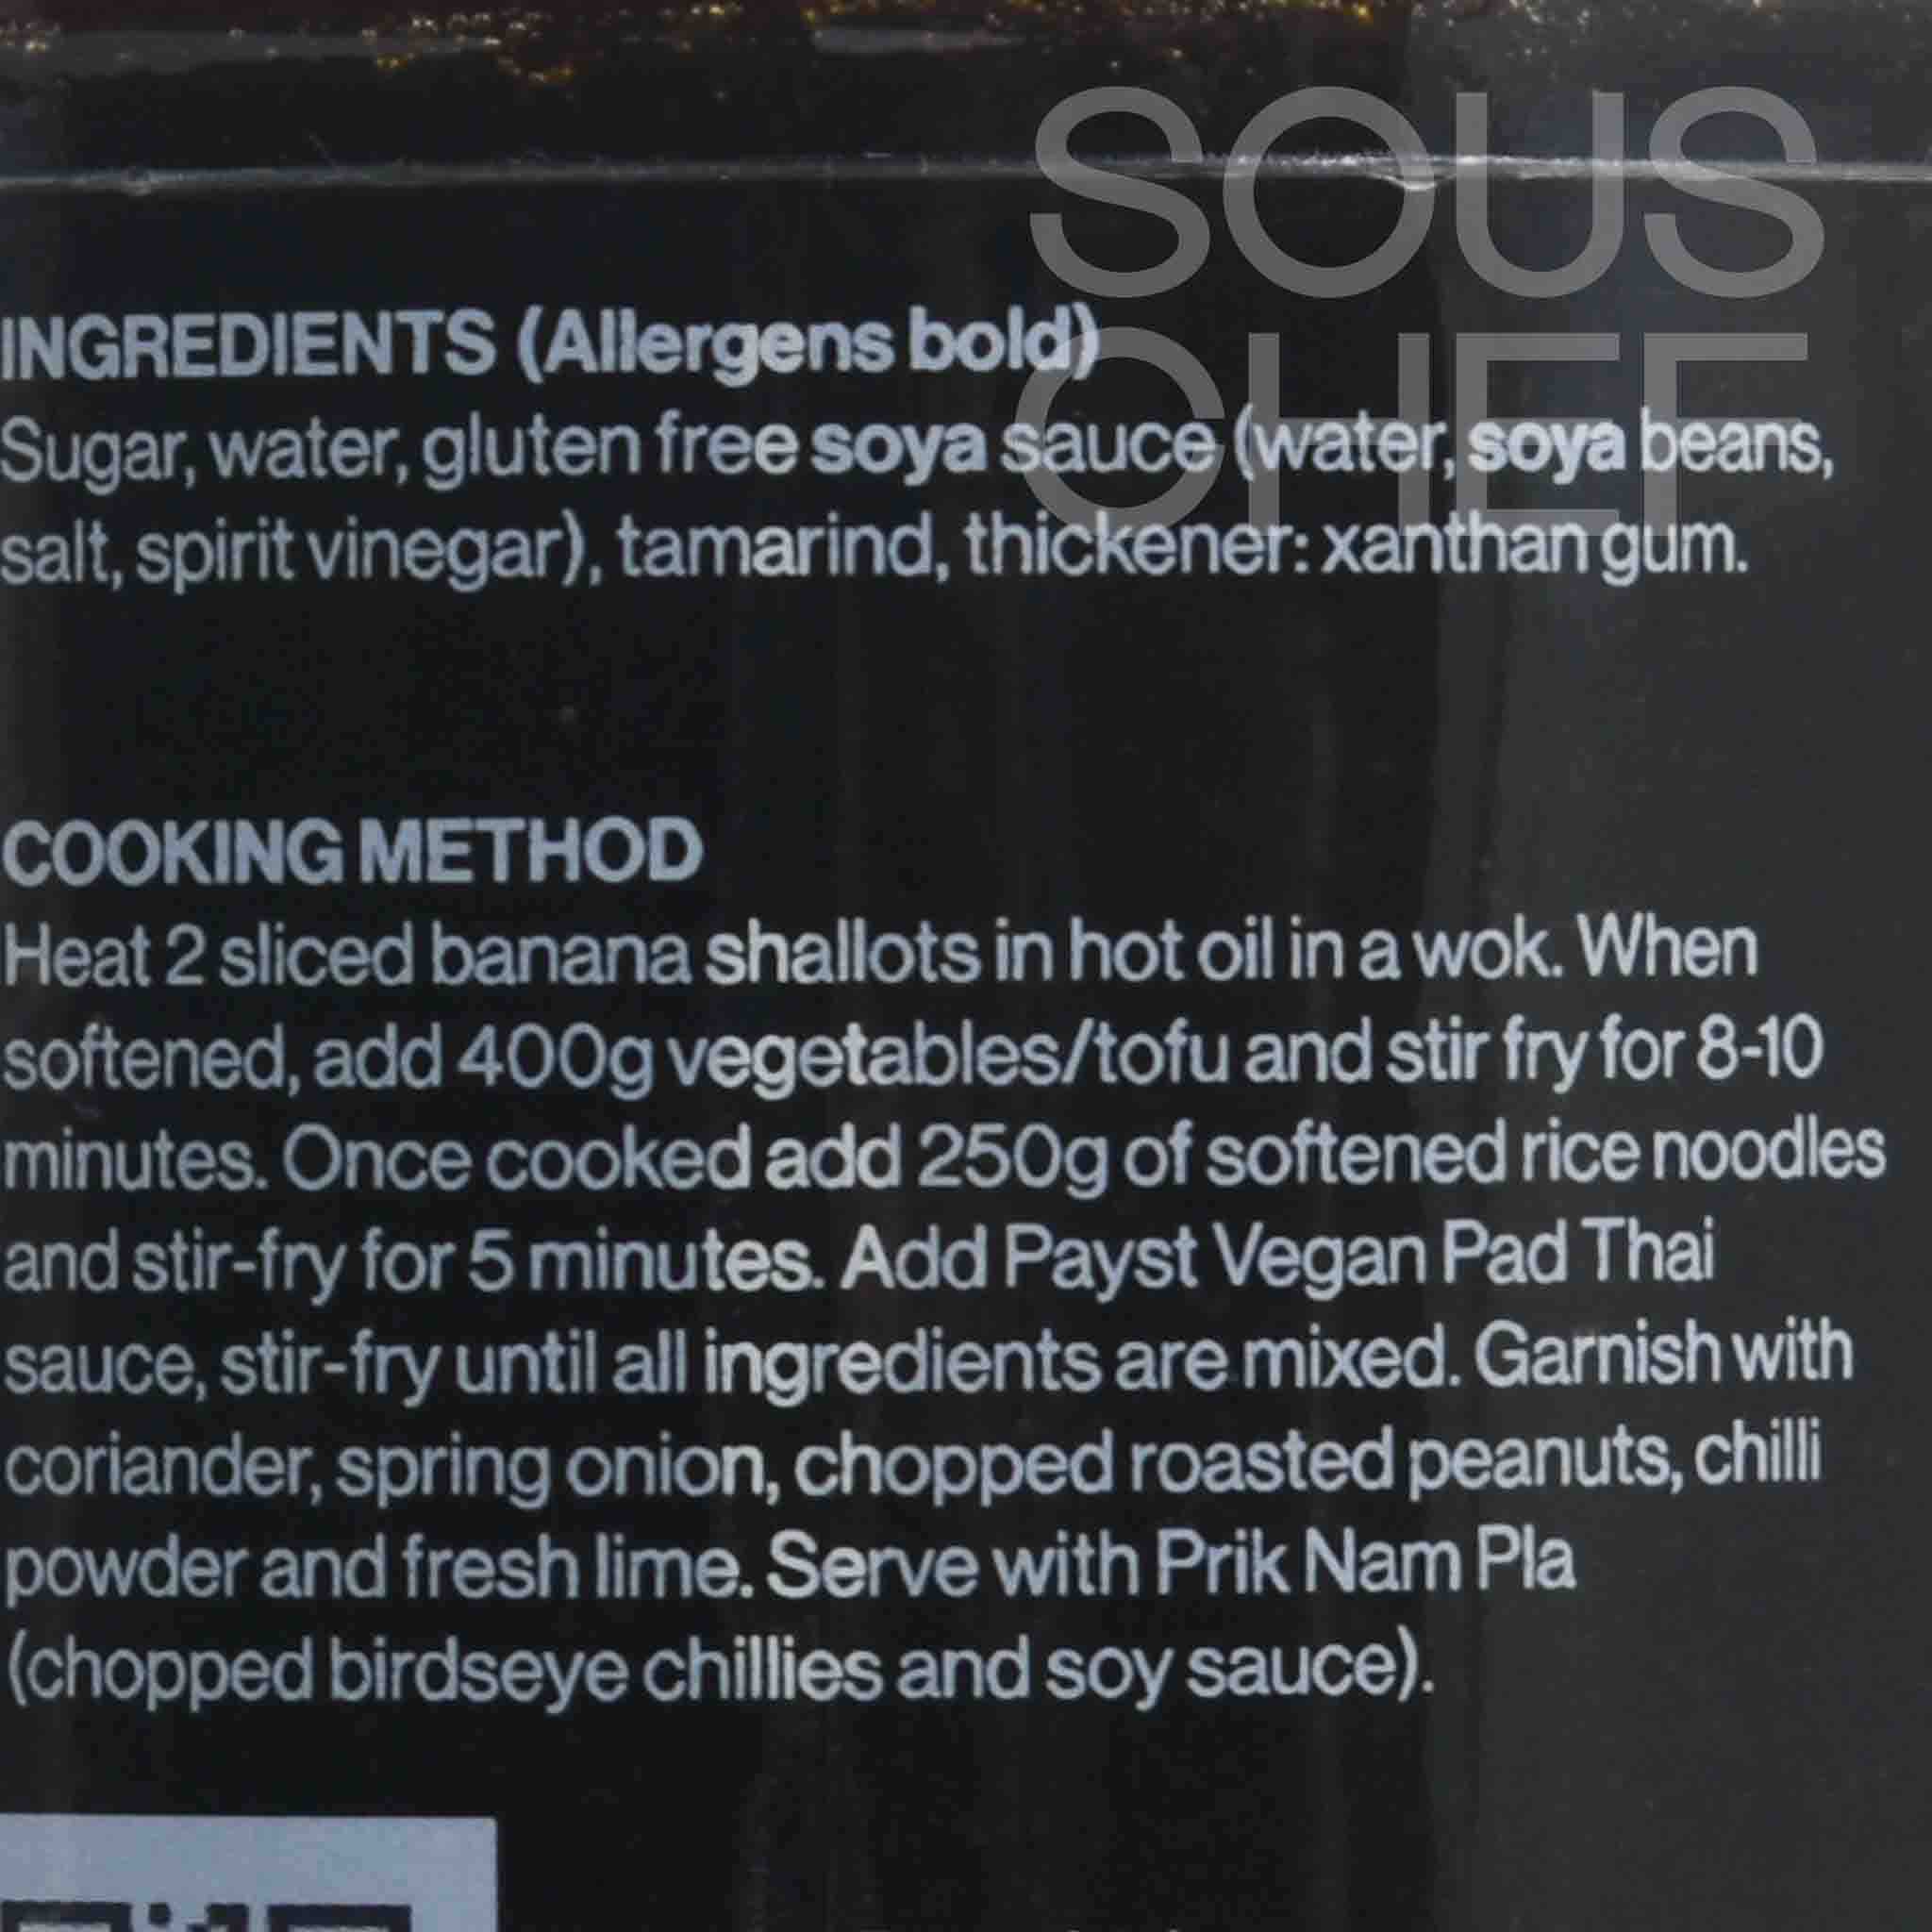 SOUS
CHEF
INGREDIENTS (Allergens bold)
Sugar, water, gluten free soya sauce (water, soya beans,
salt, spirit vinegar), tamarind, thickener: xanthan gum.
COOKING METHOD
Heat 2 sliced banana shallots in hot oil in a wok. When
softened, add 400g vegetables/tofu and stir fry for 8-10
minutes. Once cooked add 250g of softened rice noodles
and stir-fry for 5 minutes. Add Payst Vegan Pad Thai
sauce, stir-fry until all ingredients are mixed. Garnish with
coriander, spring onion, chopped roasted peanuts, chilli
powder and fresh lime. Serve with Prik Nam Pla
(chopped birdseye chillies and soy sauce).